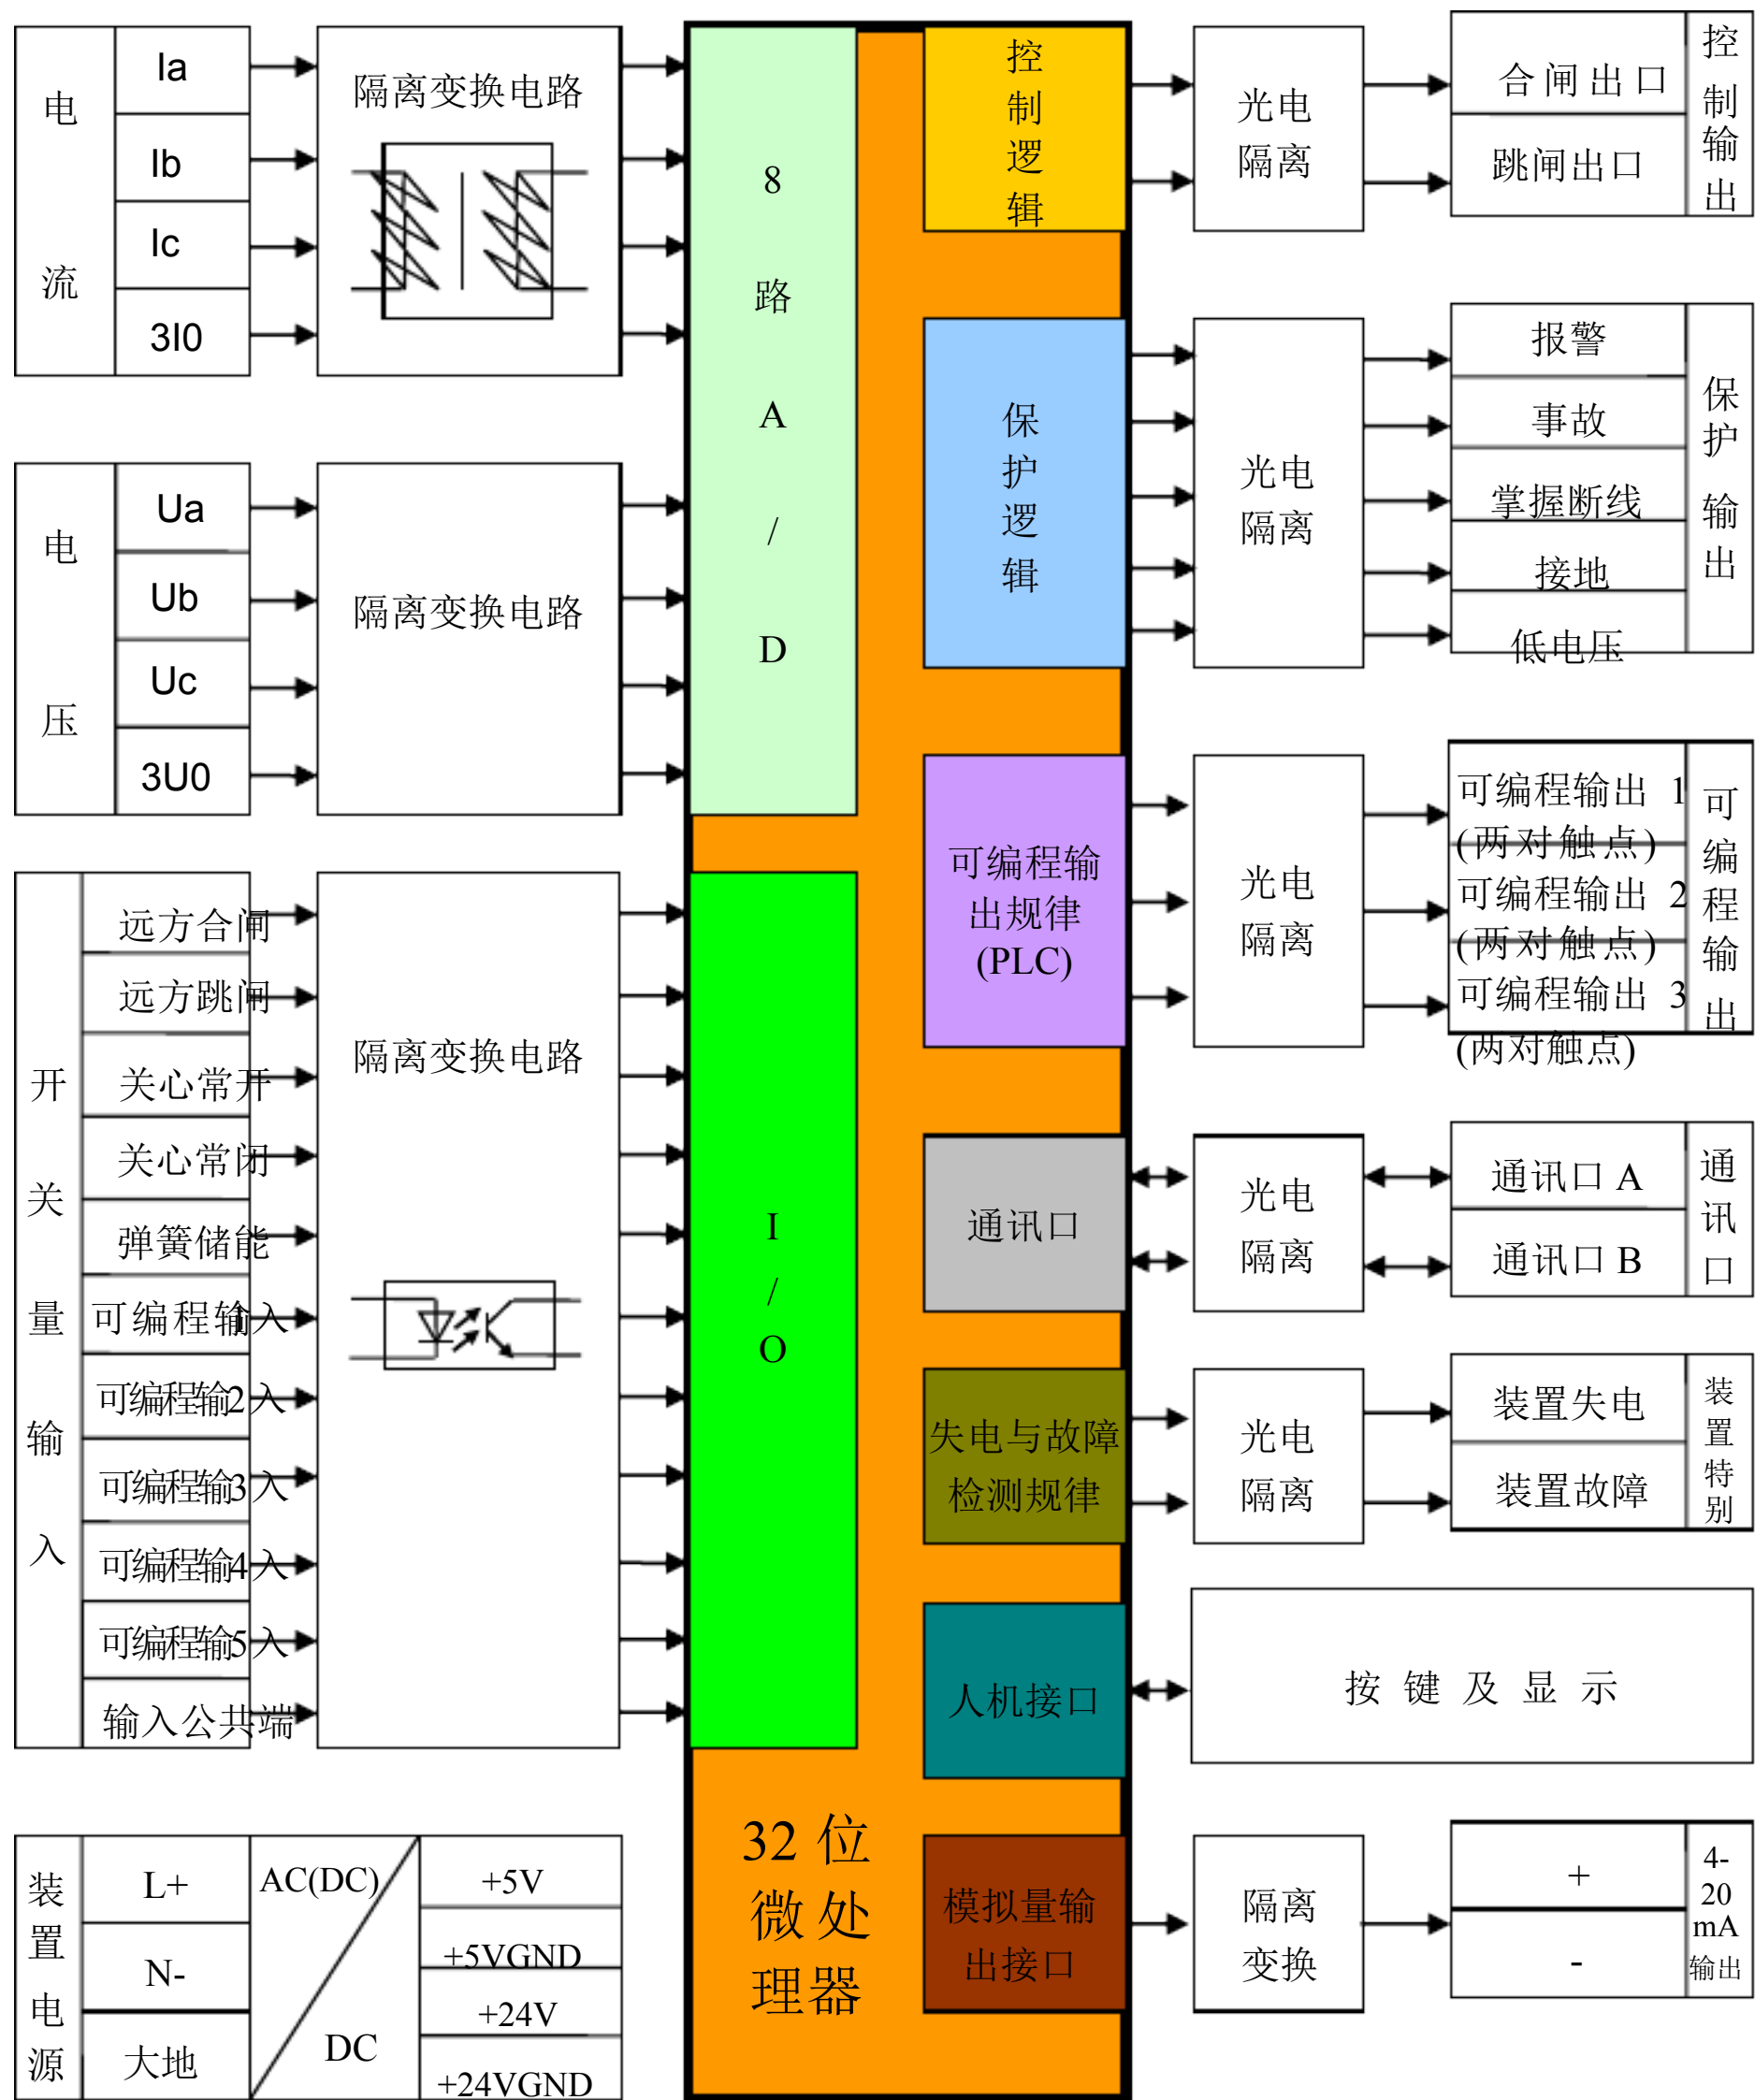 电流
Ia
Ib
Ic
3I0
隔离变换电路
电压
Ua
Ub
Uc
3U0
隔离变换电路
开关量输入
远方合闸
远方跳闸
关心常开
关心常闭
弹簧储能
可编程输入1
可编程输2入
可编程输3入
可编程输4入
可编程输5入
输入公共端
隔离变换电路
装置电源
L+
N-
大地
AC(DC)
DC
+5V
+5VGND
+24V
+24VGND
8路A/D
I/O
32 位
微处
理器
控制逻辑
光电
隔离
合闸出口
跳闸出口
控制输出
保护逻辑
光电
隔离
报警
事故
掌握断线
接地
低电压
保护输出
可编程输
出规律
(PLC)
光电
隔离
可编程输出 1
(两对触点)
可编程输出 2
(两对触点)
可编程输出 3
(两对触点)
可编程输出
通讯口
光电
隔离
通讯口 A
通讯口 B
通讯口
失电与故障
检测规律
光电
隔离
装置失电
装置故障
装置特别
人机接口
按键及显示
模拟量输
出接口
隔离
变换
+
-
4-
20
mA
输出